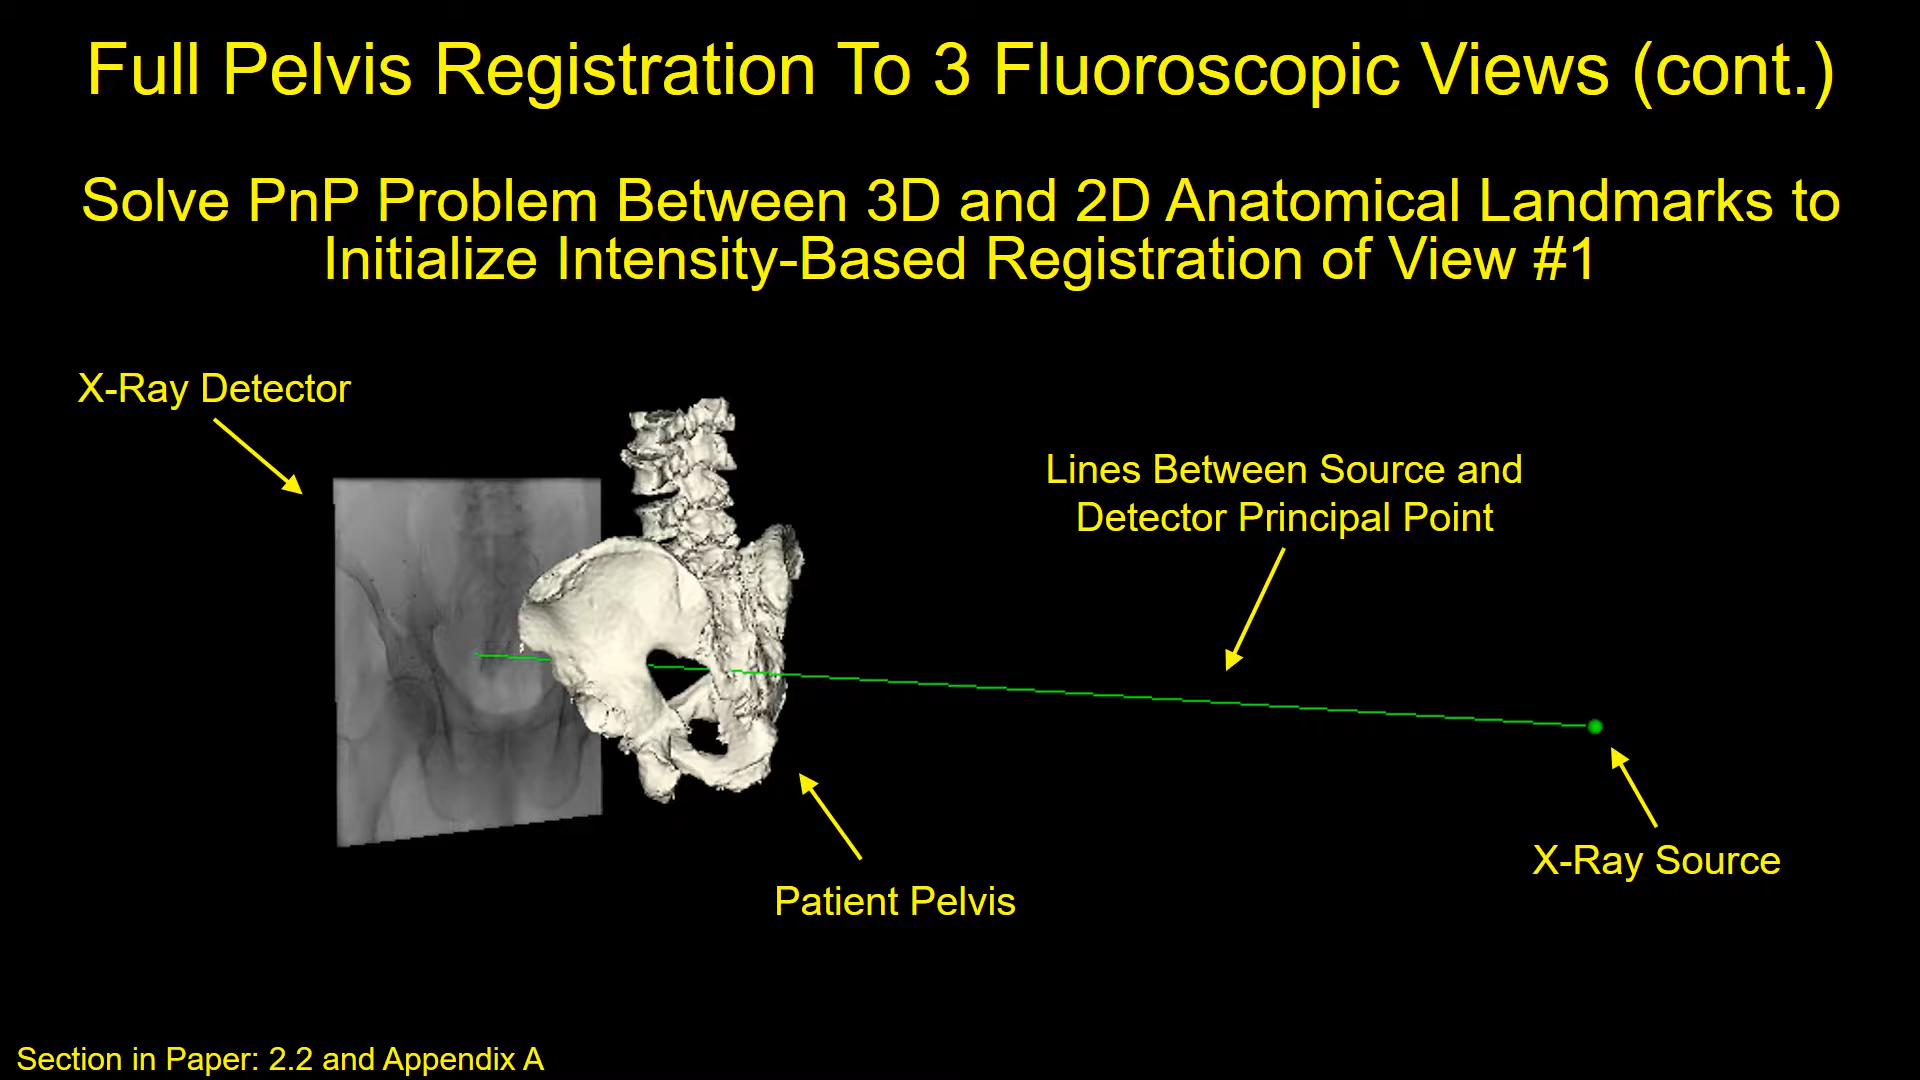 Full Pelvis Registration To 3 Fluoroscopic Views (cont.)
Solve PnP Problem Between 3D and 2D Anatomical Landmarks to
Initialize Intensity-Based Registration of View #1
X-Ray Detector
Lines Between Source and
Detector Principal Point
X-Ray Source
Patient Pelvis
Section in Paper: 2.2 and Appendix A